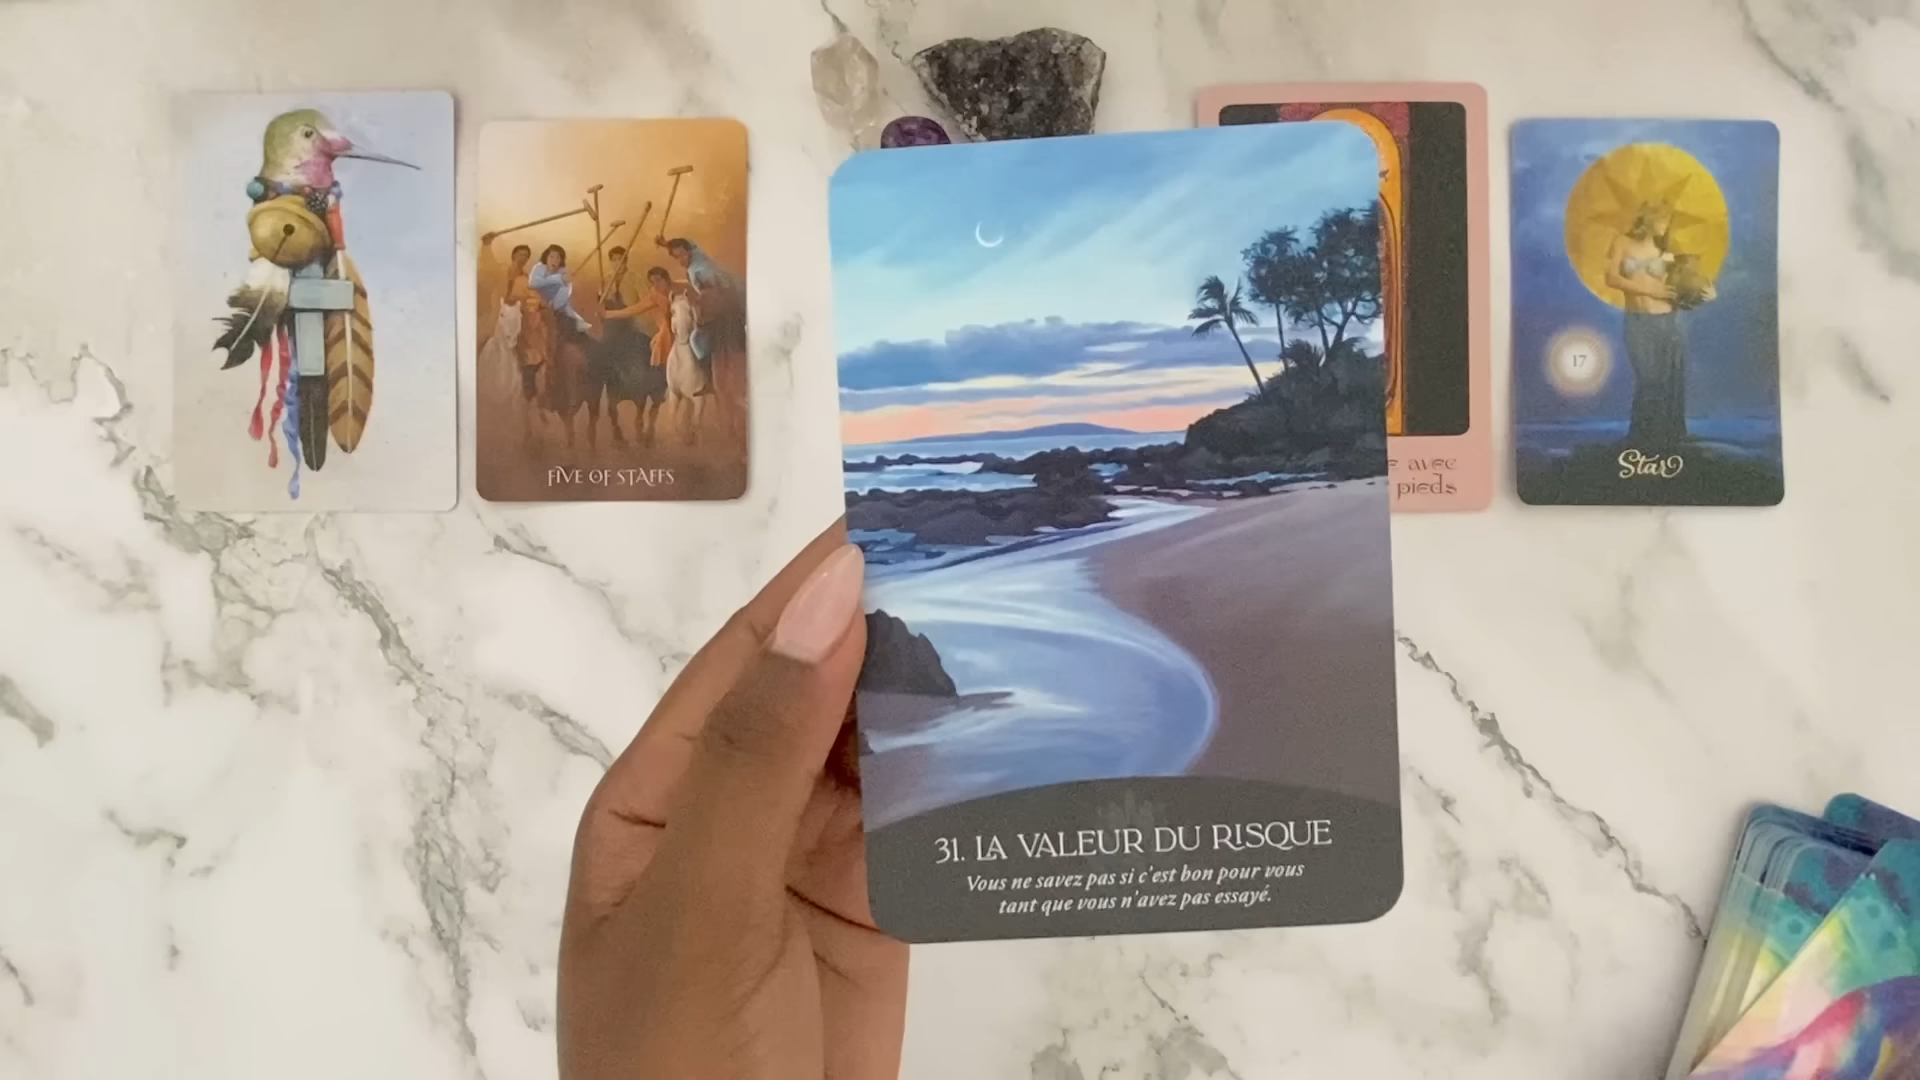 FIVE OF STAFFS
31. LA VALEUR DU RISQUE
Vous ne savez pas si c'est bon pour vous
tant que vous n'avez pas essayé.
avec
pieds
17
Star